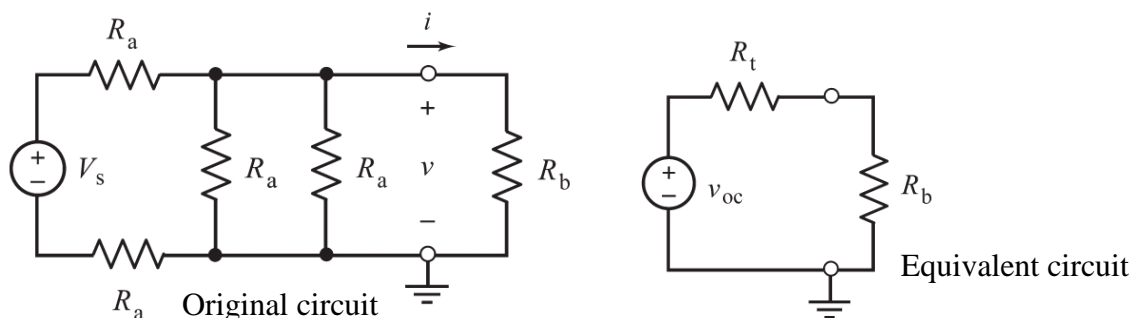 i
Ra
+
Vs
−
Ra
Ra
+
v
−
Rb
Ra
Original circuit
Rt
+
voc
−
Rb
Equivalent circuit